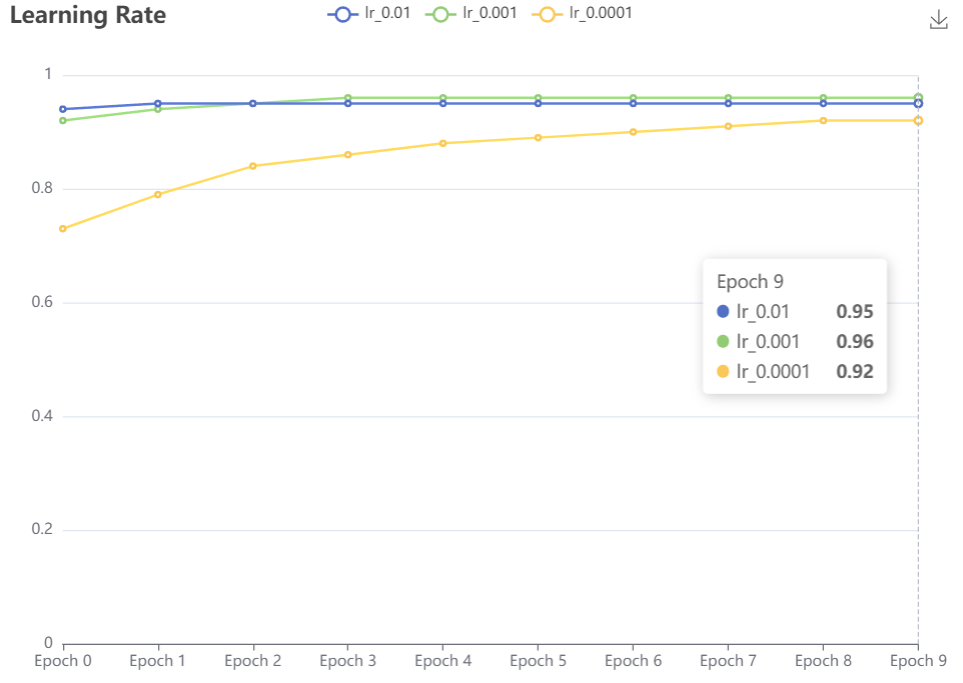 Learning Rate
lr_0.01 lr_0.001 lr_0.0001
1
0.8
0.6
0.4
0.2
0
Epoch 9
lr_0.01 0.95
lr_0.001 0.96
lr_0.0001 0.92
Epoch 0 Epoch 1 Epoch 2 Epoch 3 Epoch 4 Epoch 5 Epoch 6 Epoch 7 Epoch 8 Epoch 9